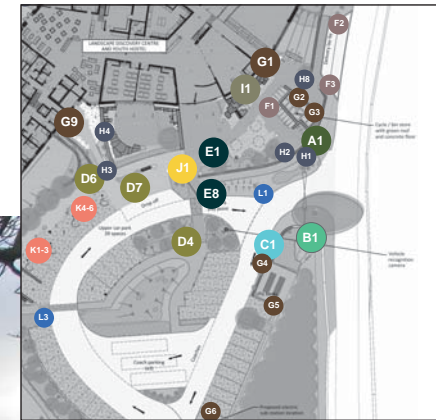 F2
LANDSCAPE DISCOVERY CENTRE
AND YOUTH HOSTEL
G1
H8
F3
I1
G2
F1
G3
Cycle / bin store
with green roof
and concrete floor
G9
H4
A1
E1
H2
H1
J1
H3
D6
D7
E8
L1
K4-6
Drop off
Upper car park
D4
C1
B1
K1-3
G4
Vehicle
recognition
camera
G5
L3
Coach parking
G6
Proposed electric
sub station location